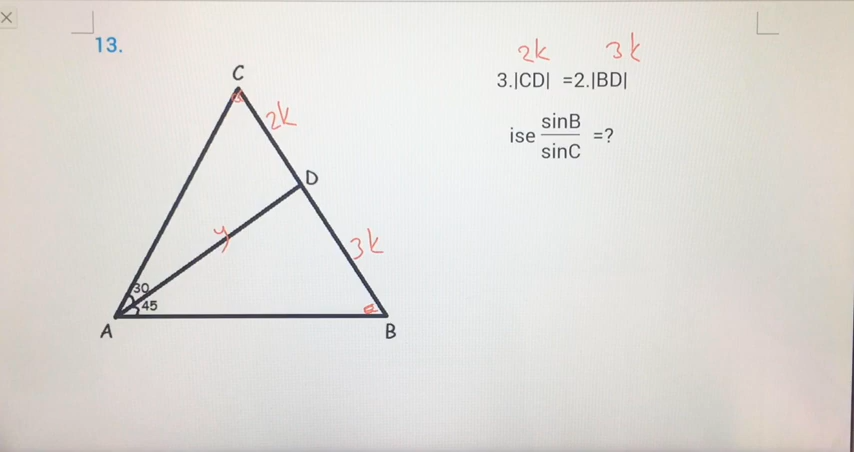 13.
2k 3k
3.|CD| =2.|BD|
ise sinB
sinC =?
C
2k
D
y
3k
30
45
A
B